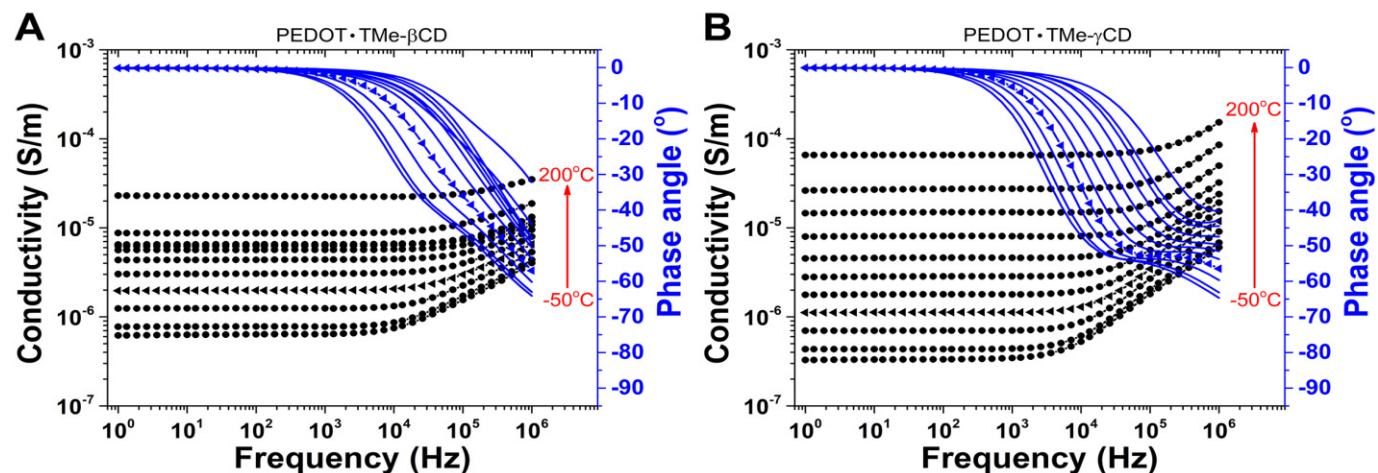 A
PEDOT·TMe-βCD
10⁻³
10⁻⁴
10⁻⁵
10⁻⁶
10⁻⁷
Conductivity (S/m)
10⁰ 10¹ 10² 10³ 10⁴ 10⁵ 10⁶
Frequency (Hz)
0
-10
-20
-30
-40
-50
-60
-70
-80
-90
Phase angle (°)
200°C
-50°C
B
PEDOT·TMe-γCD
10⁻³
10⁻⁴
10⁻⁵
10⁻⁶
10⁻⁷
Conductivity (S/m)
10⁰ 10¹ 10² 10³ 10⁴ 10⁵ 10⁶
Frequency (Hz)
0
-10
-20
-30
-40
-50
-60
-70
-80
-90
Phase angle (°)
200°C
-50°C